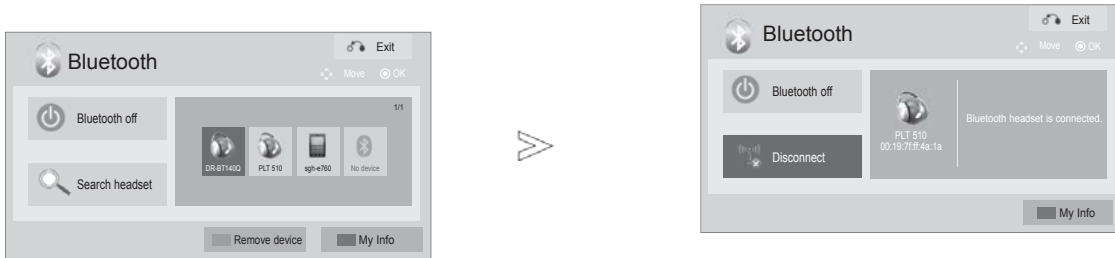 Bluetooth
Exit
Move OK
Bluetooth off
Search headset
1/1
DR-BT140Q PLT 510 sgh-e760 No device
Remove device My Info
Bluetooth
Exit
Move OK
Bluetooth off
Disconnect
PLT 510
00:19:7f:ff:4a:1a
Bluetooth headset is connected.
My Info